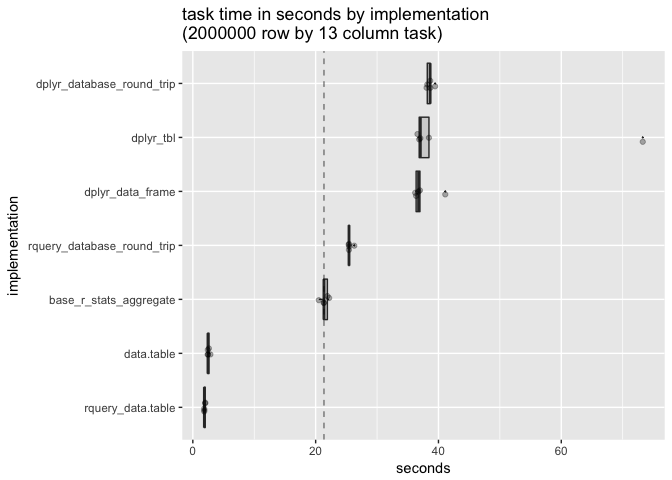 task time in seconds by implementation
(2000000 row by 13 column task)
implementation
dplyr_database_round_trip
dplyr_tbl
dplyr_data_frame
rquery_database_round_trip
base_r_stats_aggregate
data.table
rquery_data.table
0 20 40 60
seconds